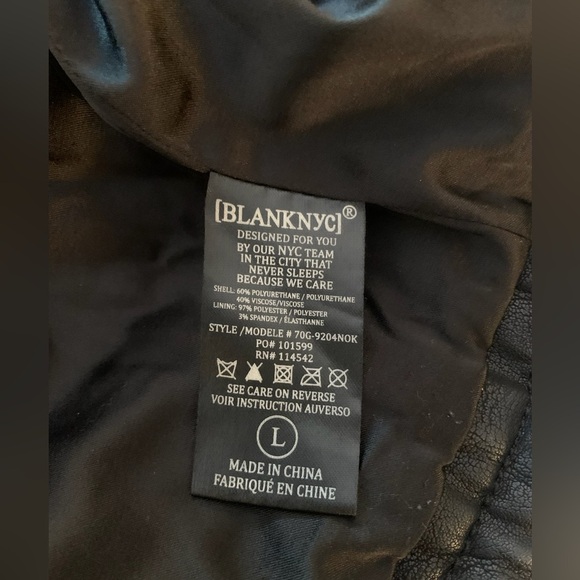 [BLANKNYC]®
DESIGNED FOR YOU
BY OUR NYC TEAM
IN THE CITY THAT
NEVER SLEEPS
BECAUSE WE CARE
SHELL: 60% POLYURETHANE / POLYURETHANE
40% VISCOSE/VISCOSE
LINING: 97% POLYESTER / POLYESTER
3% SPANDEX / ÉLASTHANNE
STYLE /MODELE # 70G-9204NOK
PO# 101599
RN# 114542
SEE CARE ON REVERSE
VOIR INSTRUCTION AUVERSO
L
MADE IN CHINA
FABRIQUÉ EN CHINE